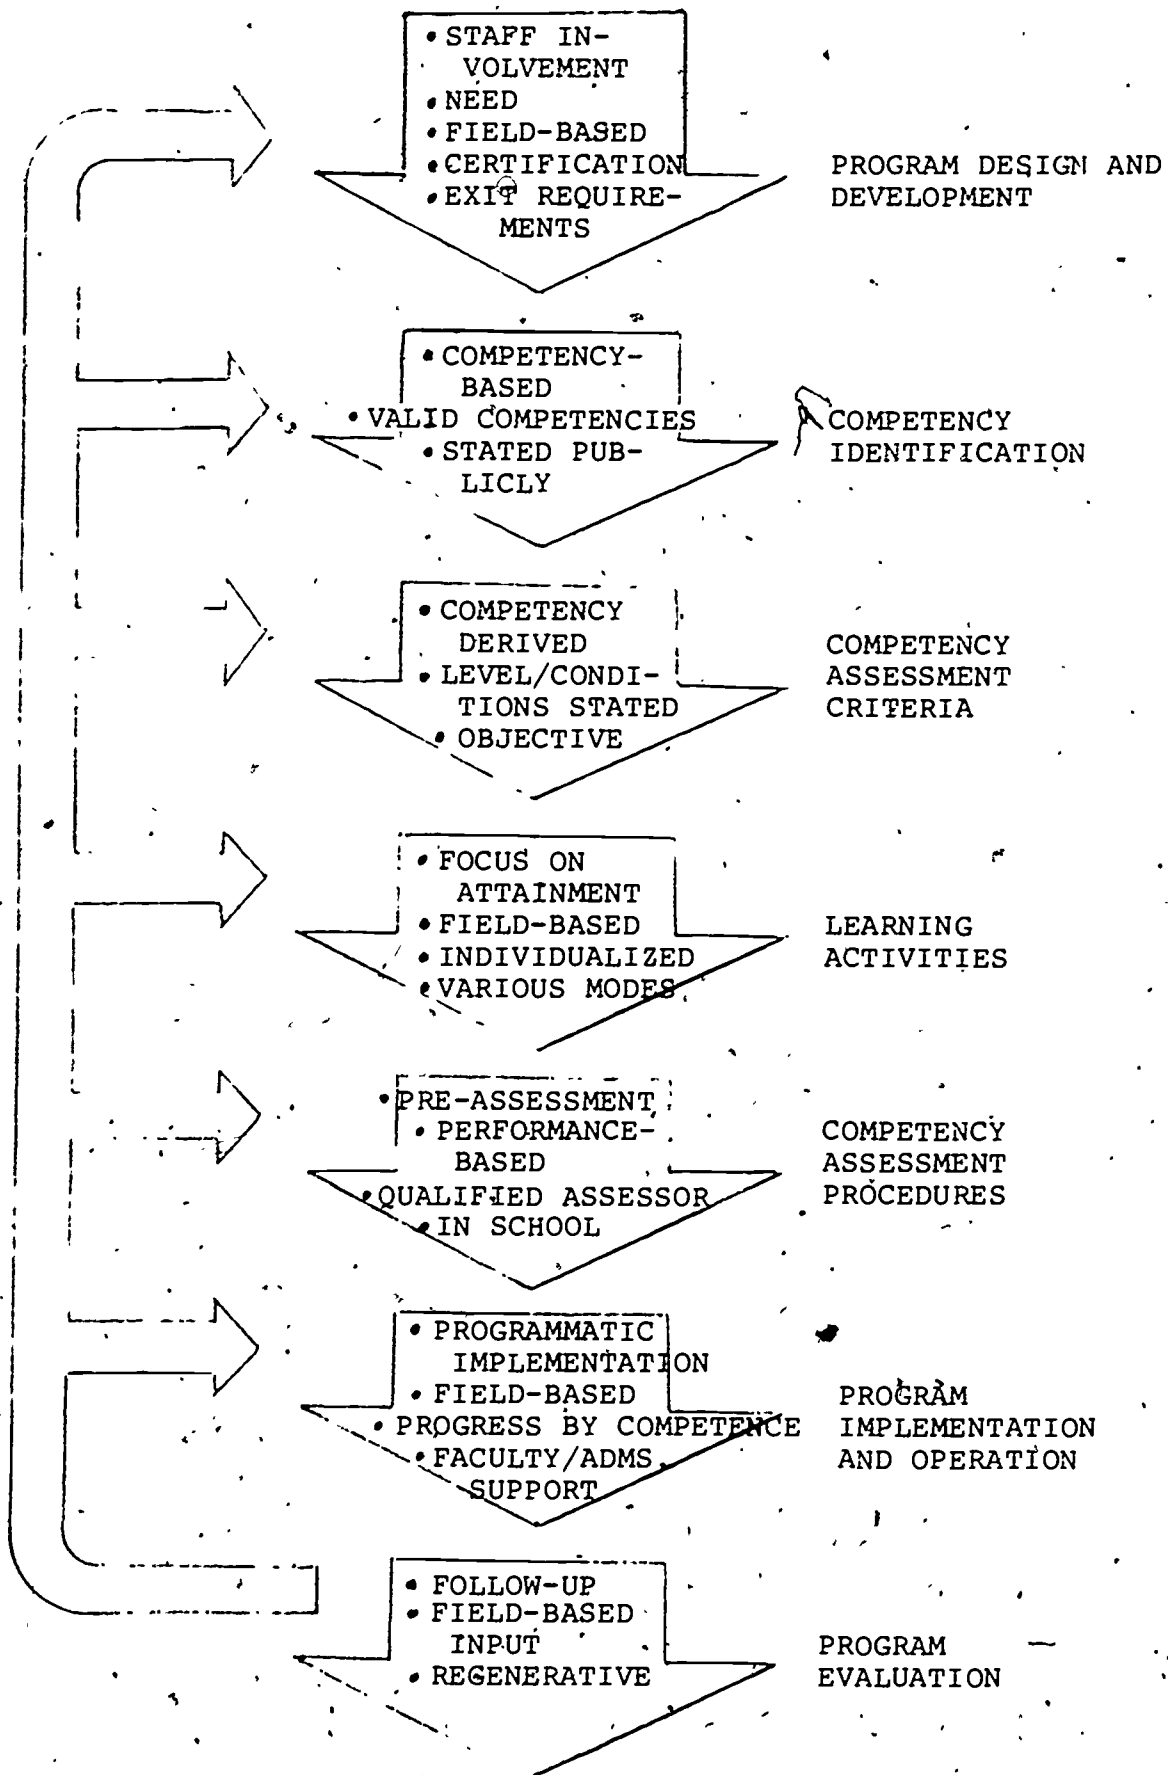 • STAFF IN-
VOLVEMENT
• NEED
• FIELD-BASED
• CERTIFICATION
• EXIT REQUIRE-
MENTS
PROGRAM DESIGN AND
DEVELOPMENT
• COMPETENCY-
BASED
• VALID COMPETENCIES
• STATED PUB-
LICLY
COMPETENCY
IDENTIFICATION
• COMPETENCY
DERIVED
• LEVEL/CONDI-
TIONS STATED
• OBJECTIVE
COMPETENCY
ASSESSMENT
CRITERIA
• FOCUS ON
ATTAINMENT
• FIELD-BASED
• INDIVIDUALIZED
• VARIOUS MODES
LEARNING
ACTIVITIES
• PRE-ASSESSMENT
• PERFORMANCE-
BASED
• QUALIFIED ASSESSOR
• IN SCHOOL
COMPETENCY
ASSESSMENT
PROCEDURES
• PROGRAMMATIC
IMPLEMENTATION
• FIELD-BASED
• PROGRESS BY COMPETENCE
• FACULTY/ADMS
SUPPORT
PROGRAM
IMPLEMENTATION
AND OPERATION
• FOLLOW-UP
• FIELD-BASED
INPUT
• REGENERATIVE
PROGRAM
EVALUATION